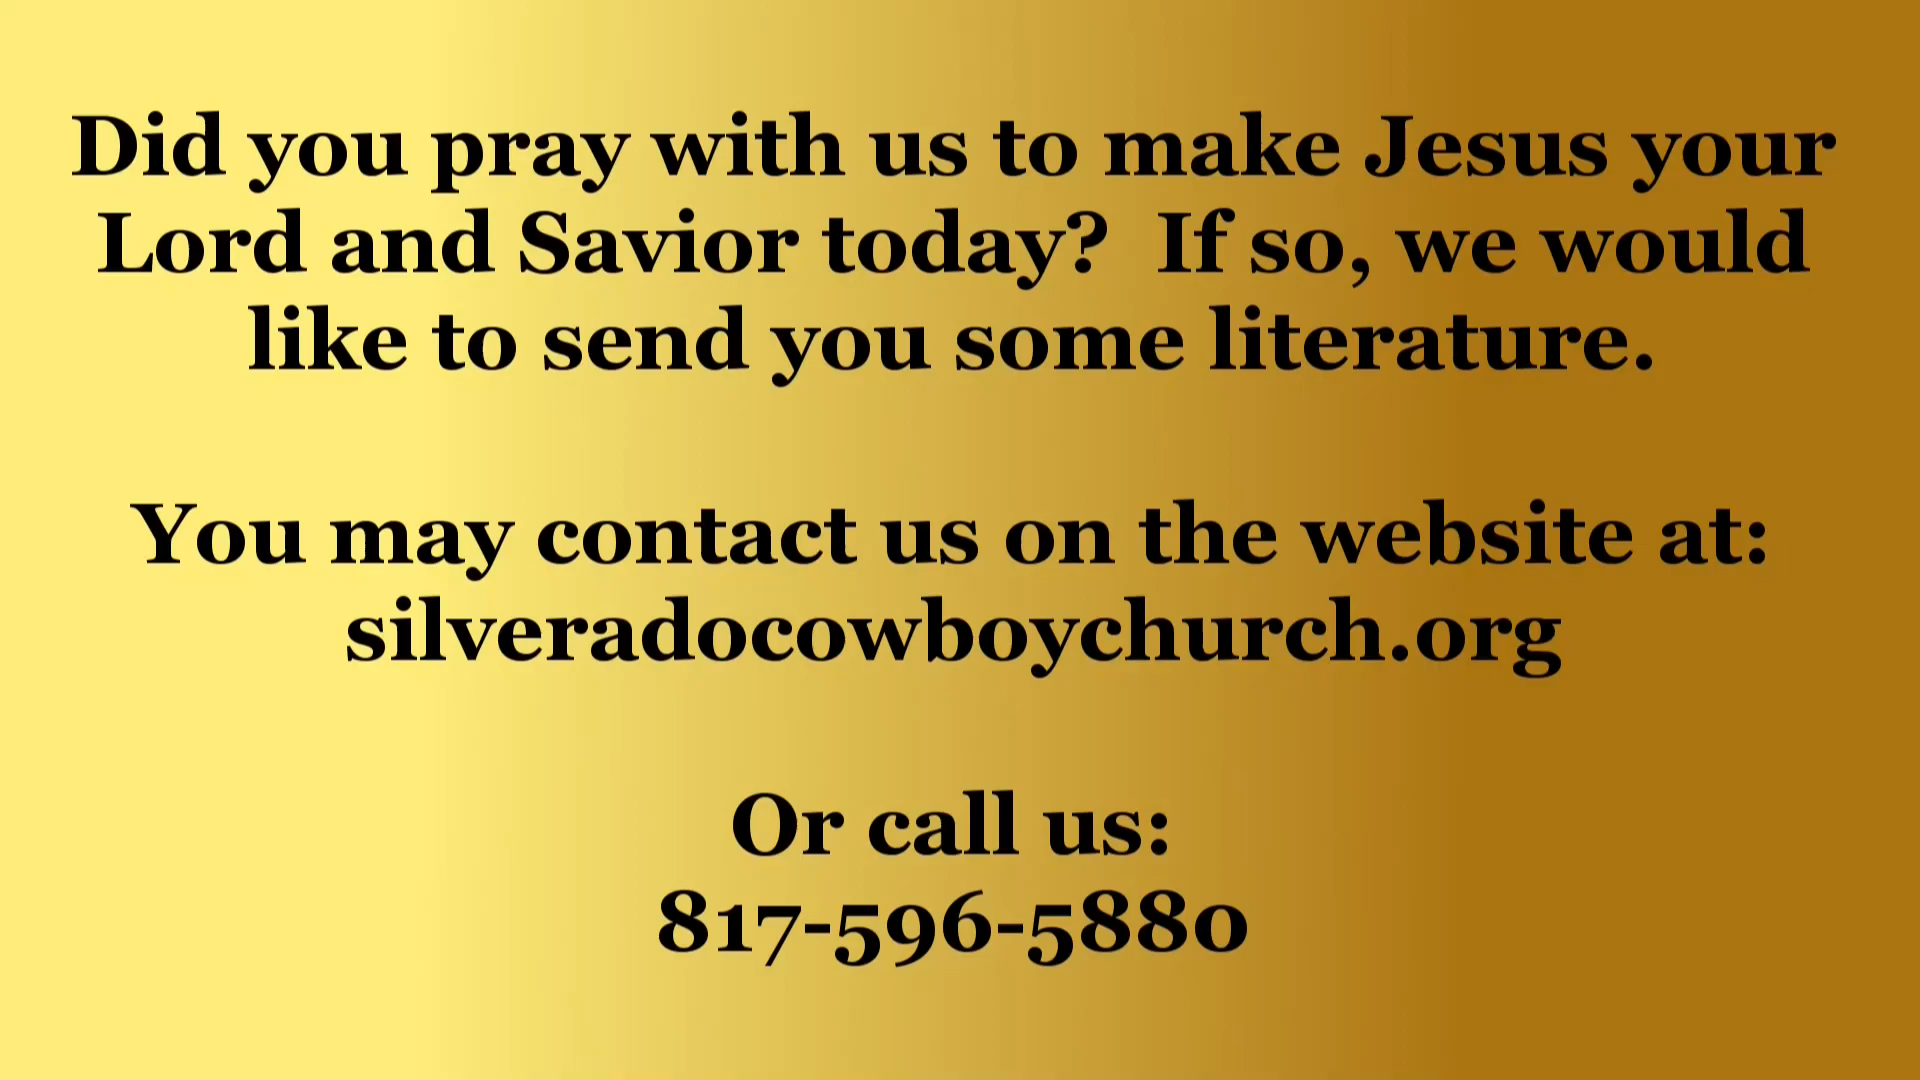 Did you pray with us to make Jesus your
Lord and Savior today?  If so, we would
like to send you some literature.
You may contact us on the website at:
silveradocowboychurch.org
Or call us:
817-596-5880